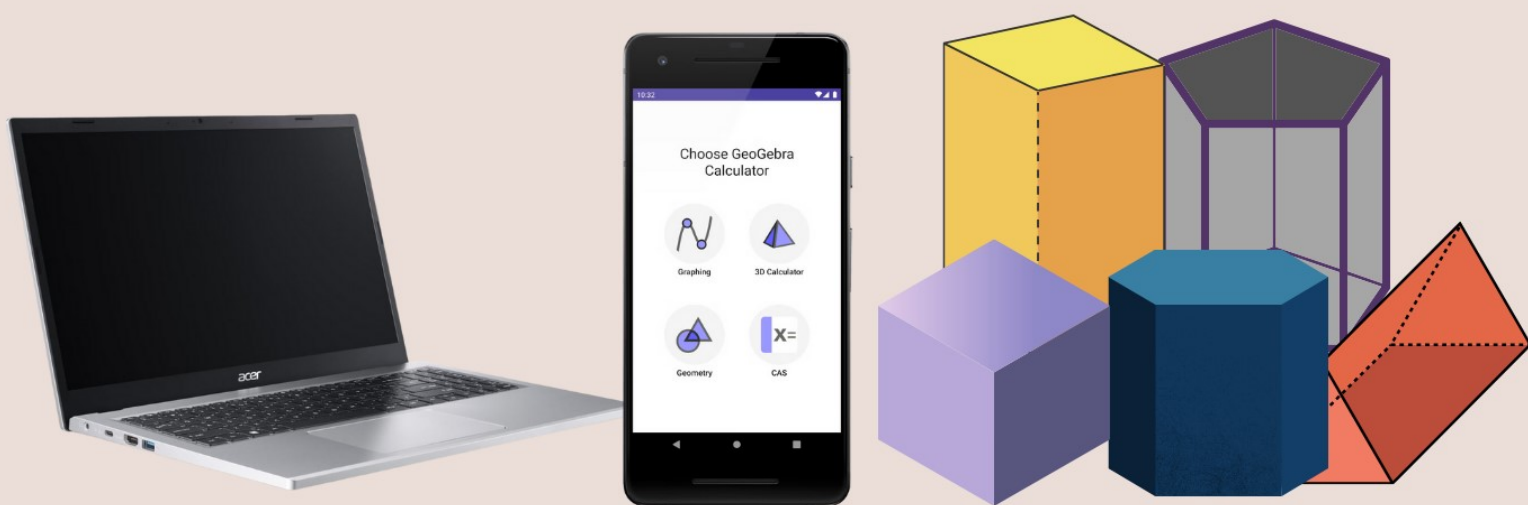 acer
10:32
Choose GeoGebra
Calculator
Graphing
3D Calculator
X=
Geometry
CAS